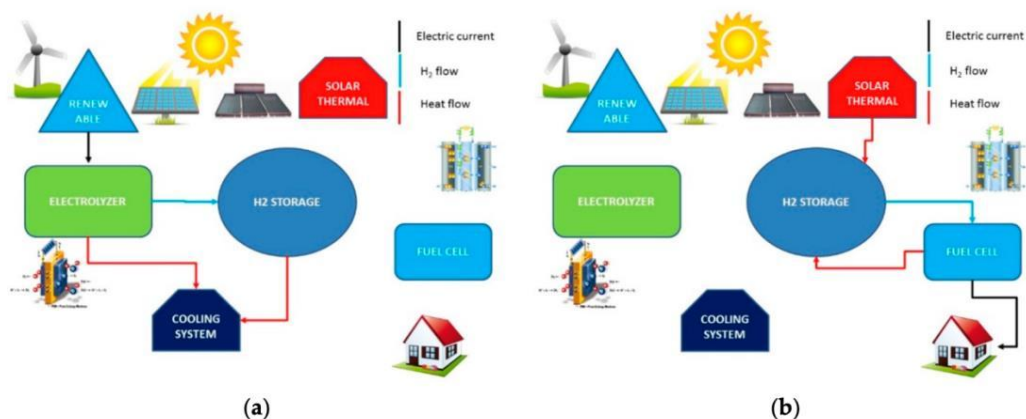 RENEW
ABLE
SOLAR
THERMAL
Electric current
H₂ flow
Heat flow
ELECTROLYZER
H2 STORAGE
FUEL CELL
COOLING
SYSTEM
(a)
RENEW
ABLE
SOLAR
THERMAL
Electric current
H₂ flow
Heat flow
ELECTROLYZER
H2 STORAGE
FUEL CELL
COOLING
SYSTEM
(b)